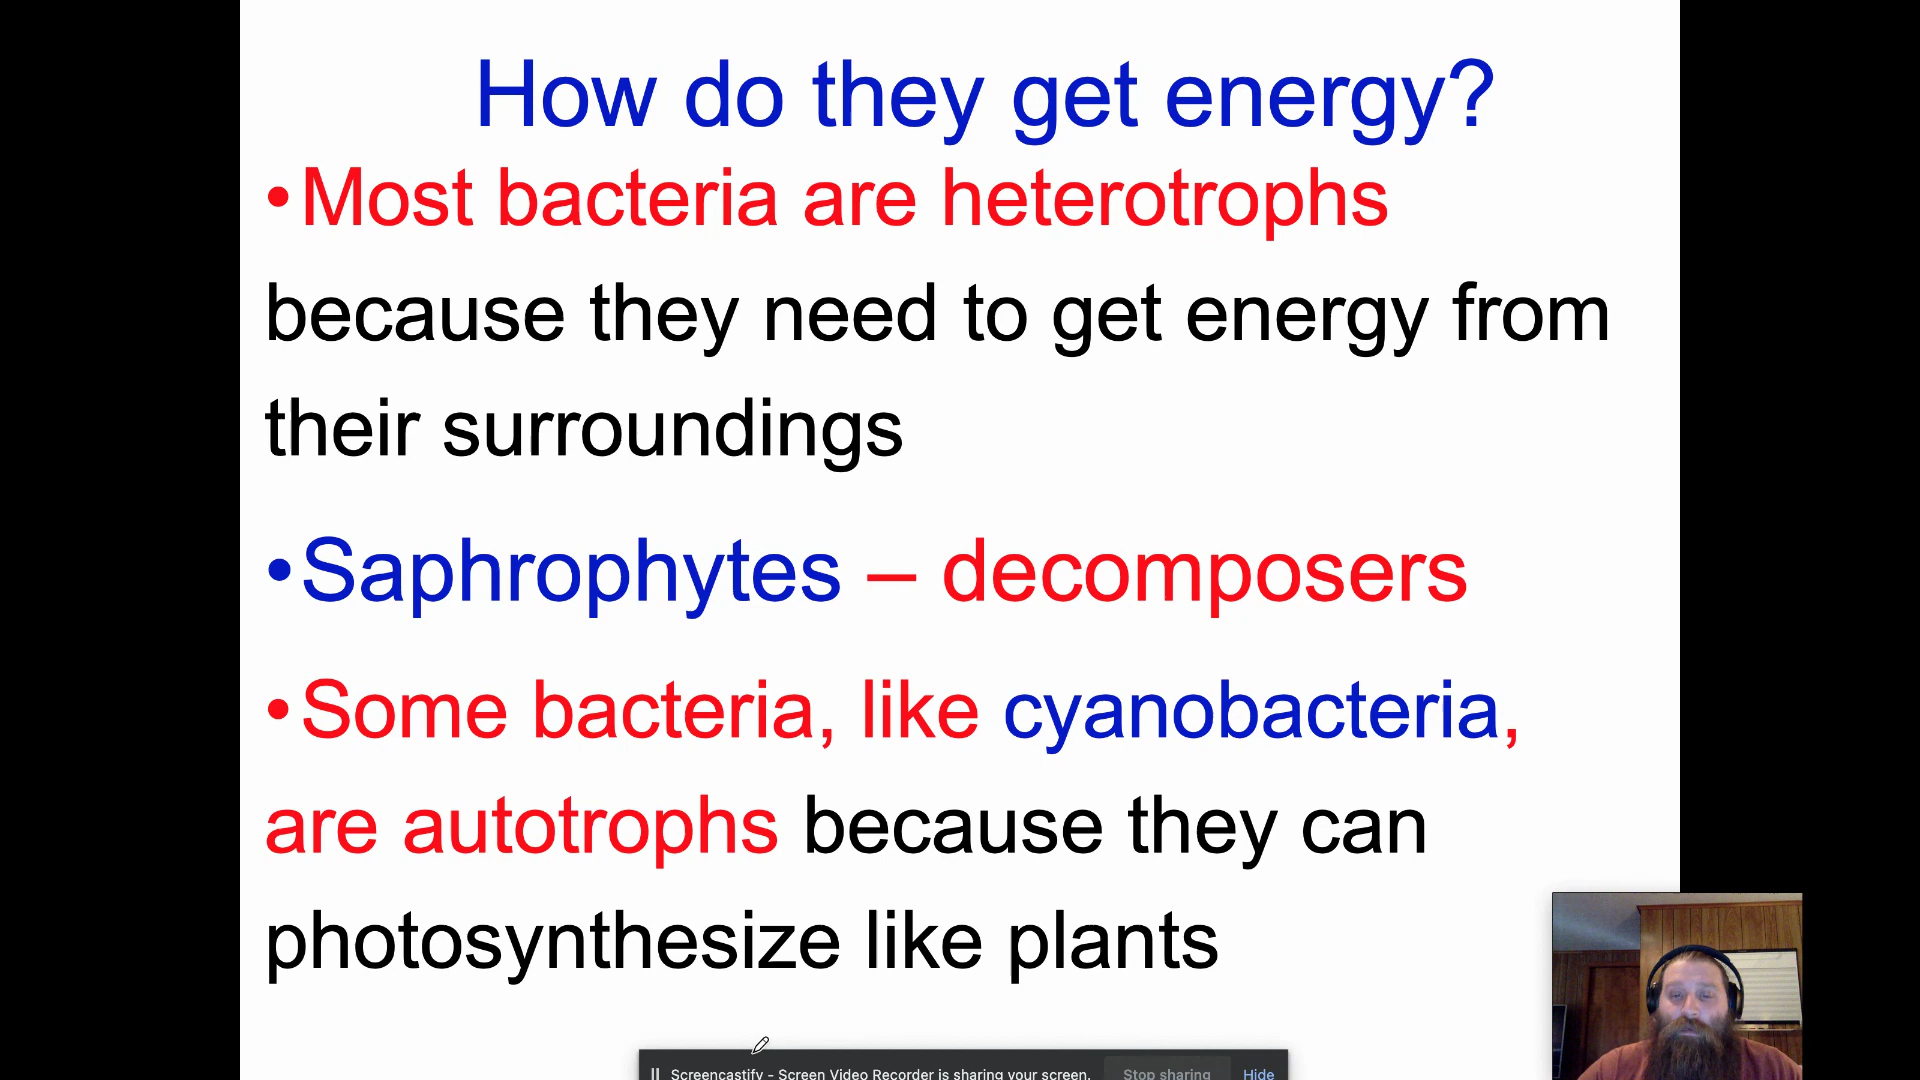 How do they get energy?
•Most bacteria are heterotrophs
because they need to get energy from
their surroundings
•Saphrophytes – decomposers
•Some bacteria, like cyanobacteria,
are autotrophs because they can
photosynthesize like plants
Screencastify - Screen Video Recorder is sharing your screen. Stop sharing Hide